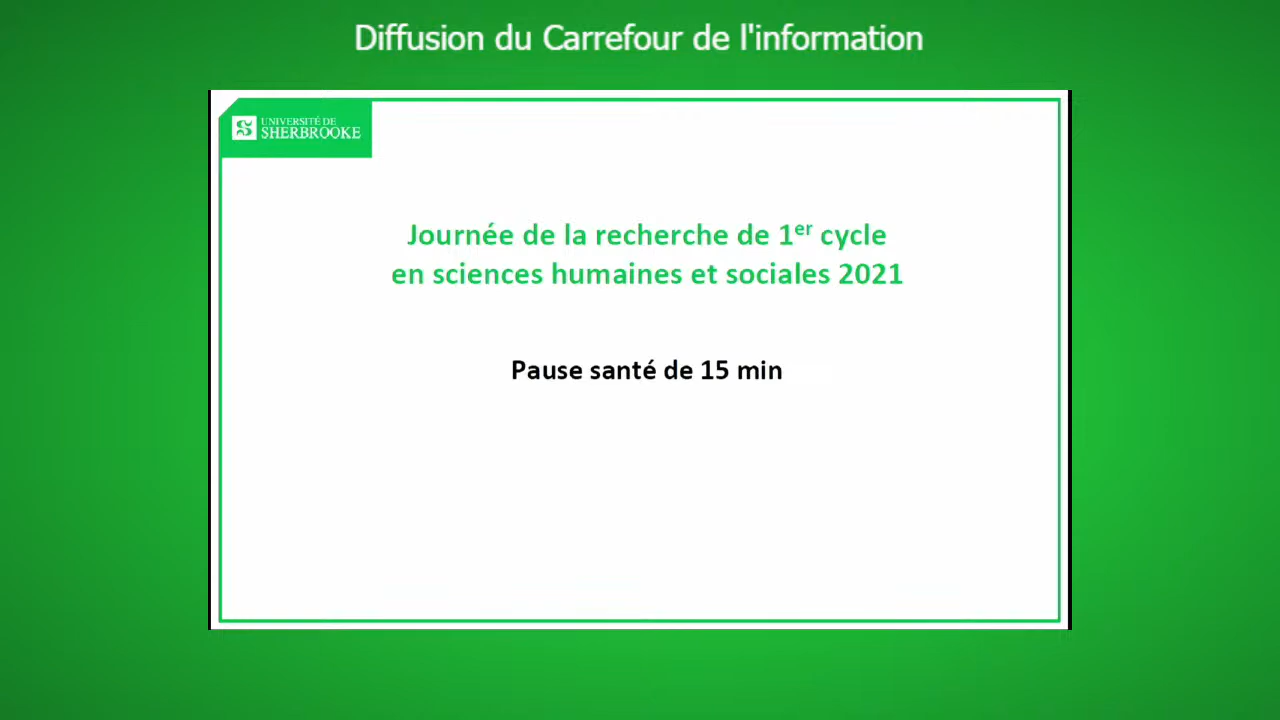 Diffusion du Carrefour de l'information
UNIVERSITÉ DE
SHERBROOKE
Journée de la recherche de 1er cycle
en sciences humaines et sociales 2021
Pause santé de 15 min